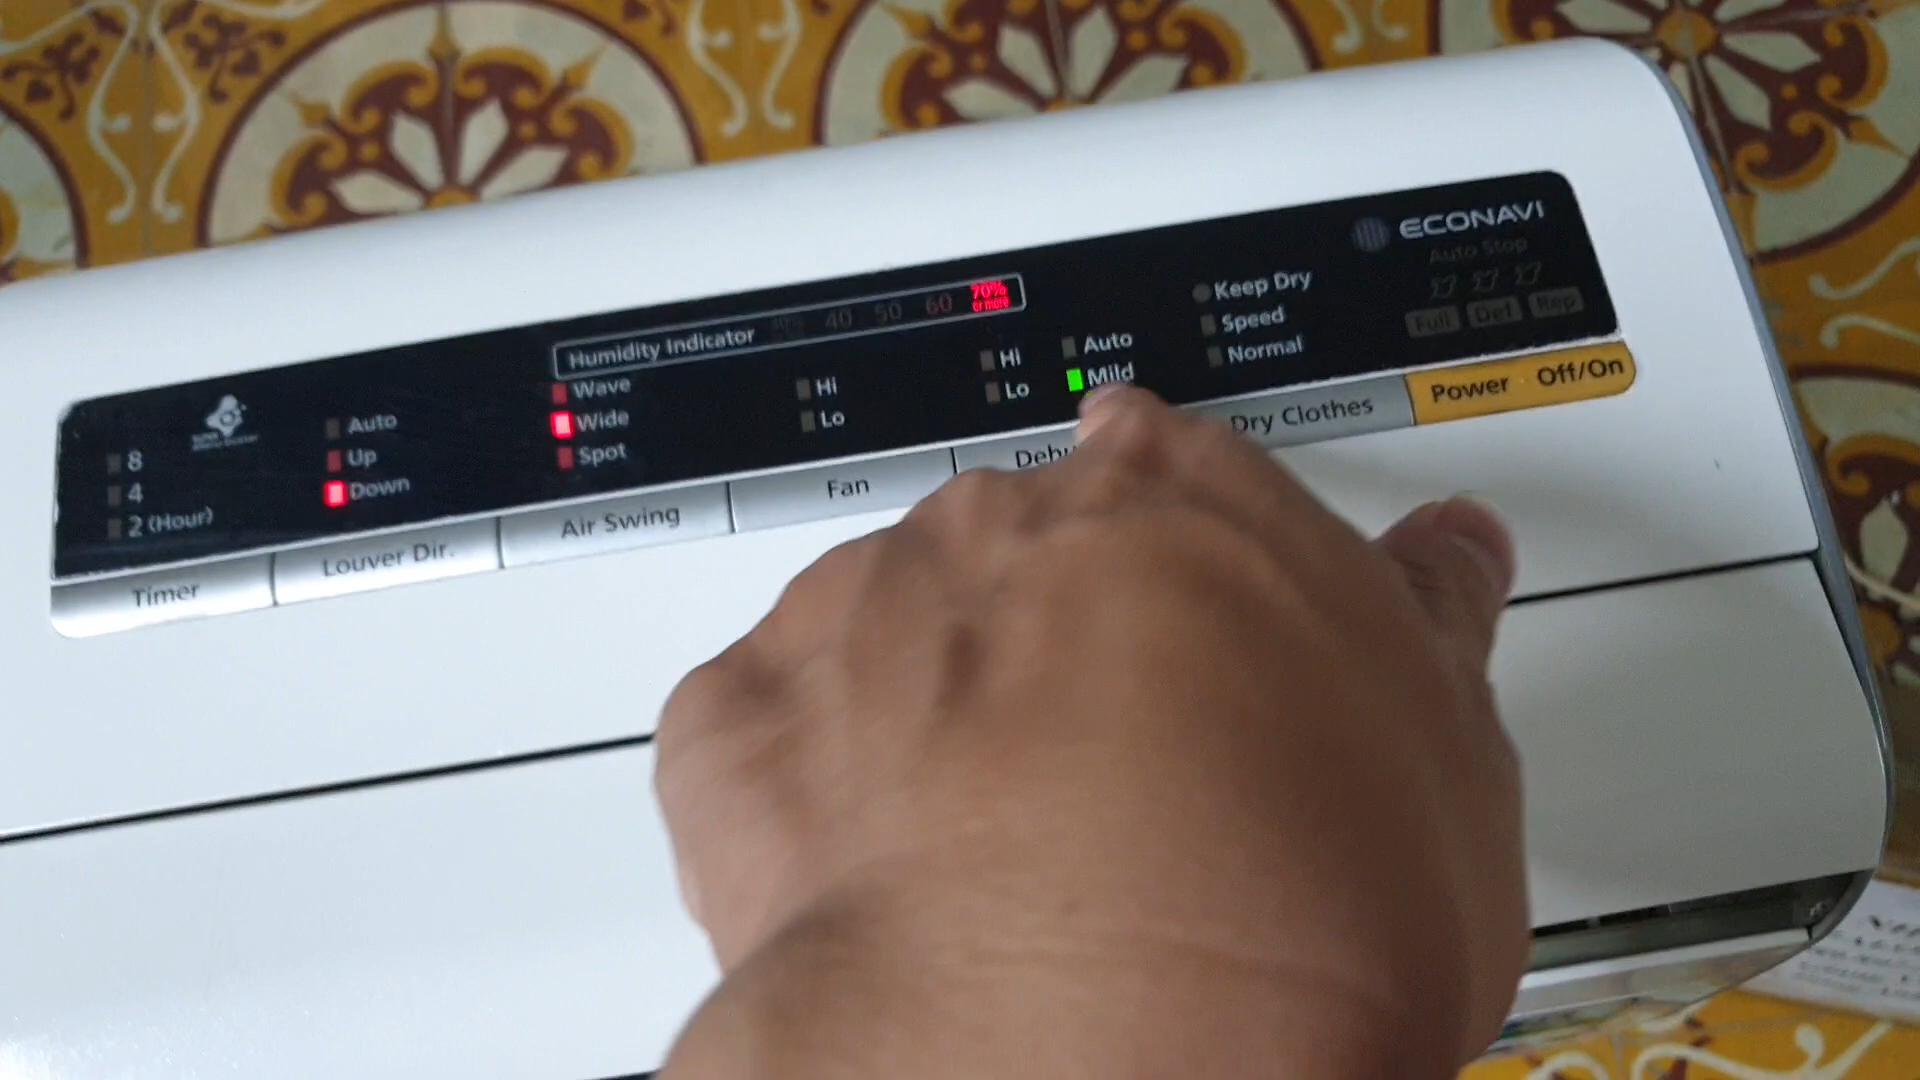 ECONAVI
Auto Stop
Full Def Rep
Humidity Indicator 40 50 60 70% or more
Keep Dry
Speed
Normal
Auto
Mild
Hi
Lo
Hi
Lo
Wave
Wide
Spot
Auto
Up
Down
8
4
2 (Hour)
Timer
Louver Dir.
Air Swing
Fan
Debu
Dry Clothes
Power Off/On